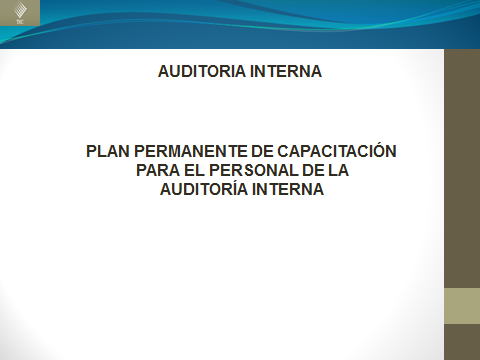 AUDITORIA INTERNA
PLAN PERMANENTE DE CAPACITACIÓN
PARA EL PERSONAL DE LA
AUDITORÍA INTERNA